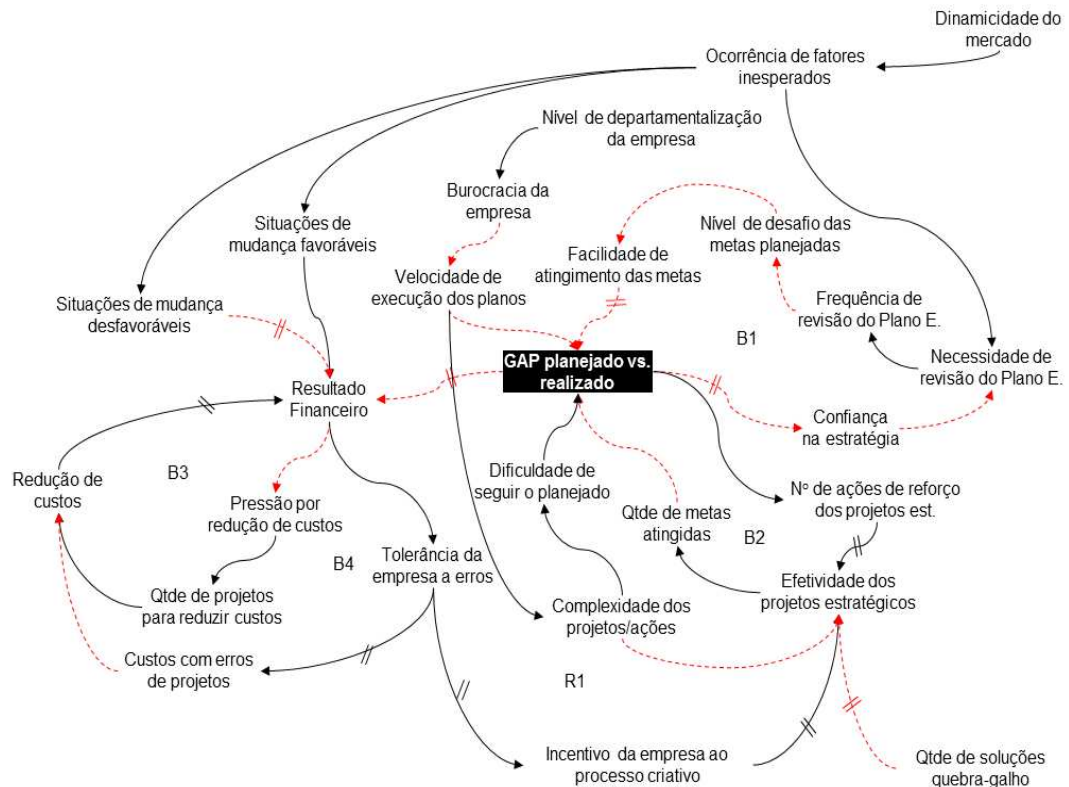 Dinamicidade do
mercado
Ocorrência de fatores
inesperados
Nível de departamentalização
da empresa
Burocracia da
empresa
Situações de
mudança favoráveis
Nível de desafio das
metas planejadas
Facilidade de
atingimento das metas
Velocidade de
execução dos planos
Situações de mudança
desfavoráveis
Frequência de
revisão do Plano E.
B1
GAP planejado vs.
realizado
Necessidade de
revisão do Plano E.
Resultado
Financeiro
Confiança
na estratégia
B3
Redução de
custos
Dificuldade de
seguir o planejado
Pressão por
redução de custos
Qtde de metas
atingidas
Nº de ações de reforço
dos projetos est.
B2
B4
Tolerância da
empresa a erros
Efetividade dos
projetos estratégicos
Qtde de projetos
para reduzir custos
Complexidade dos
projetos/ações
Custos com erros
de projetos
R1
Incentivo da empresa ao
processo criativo
Qtde de soluções
quebra-galho